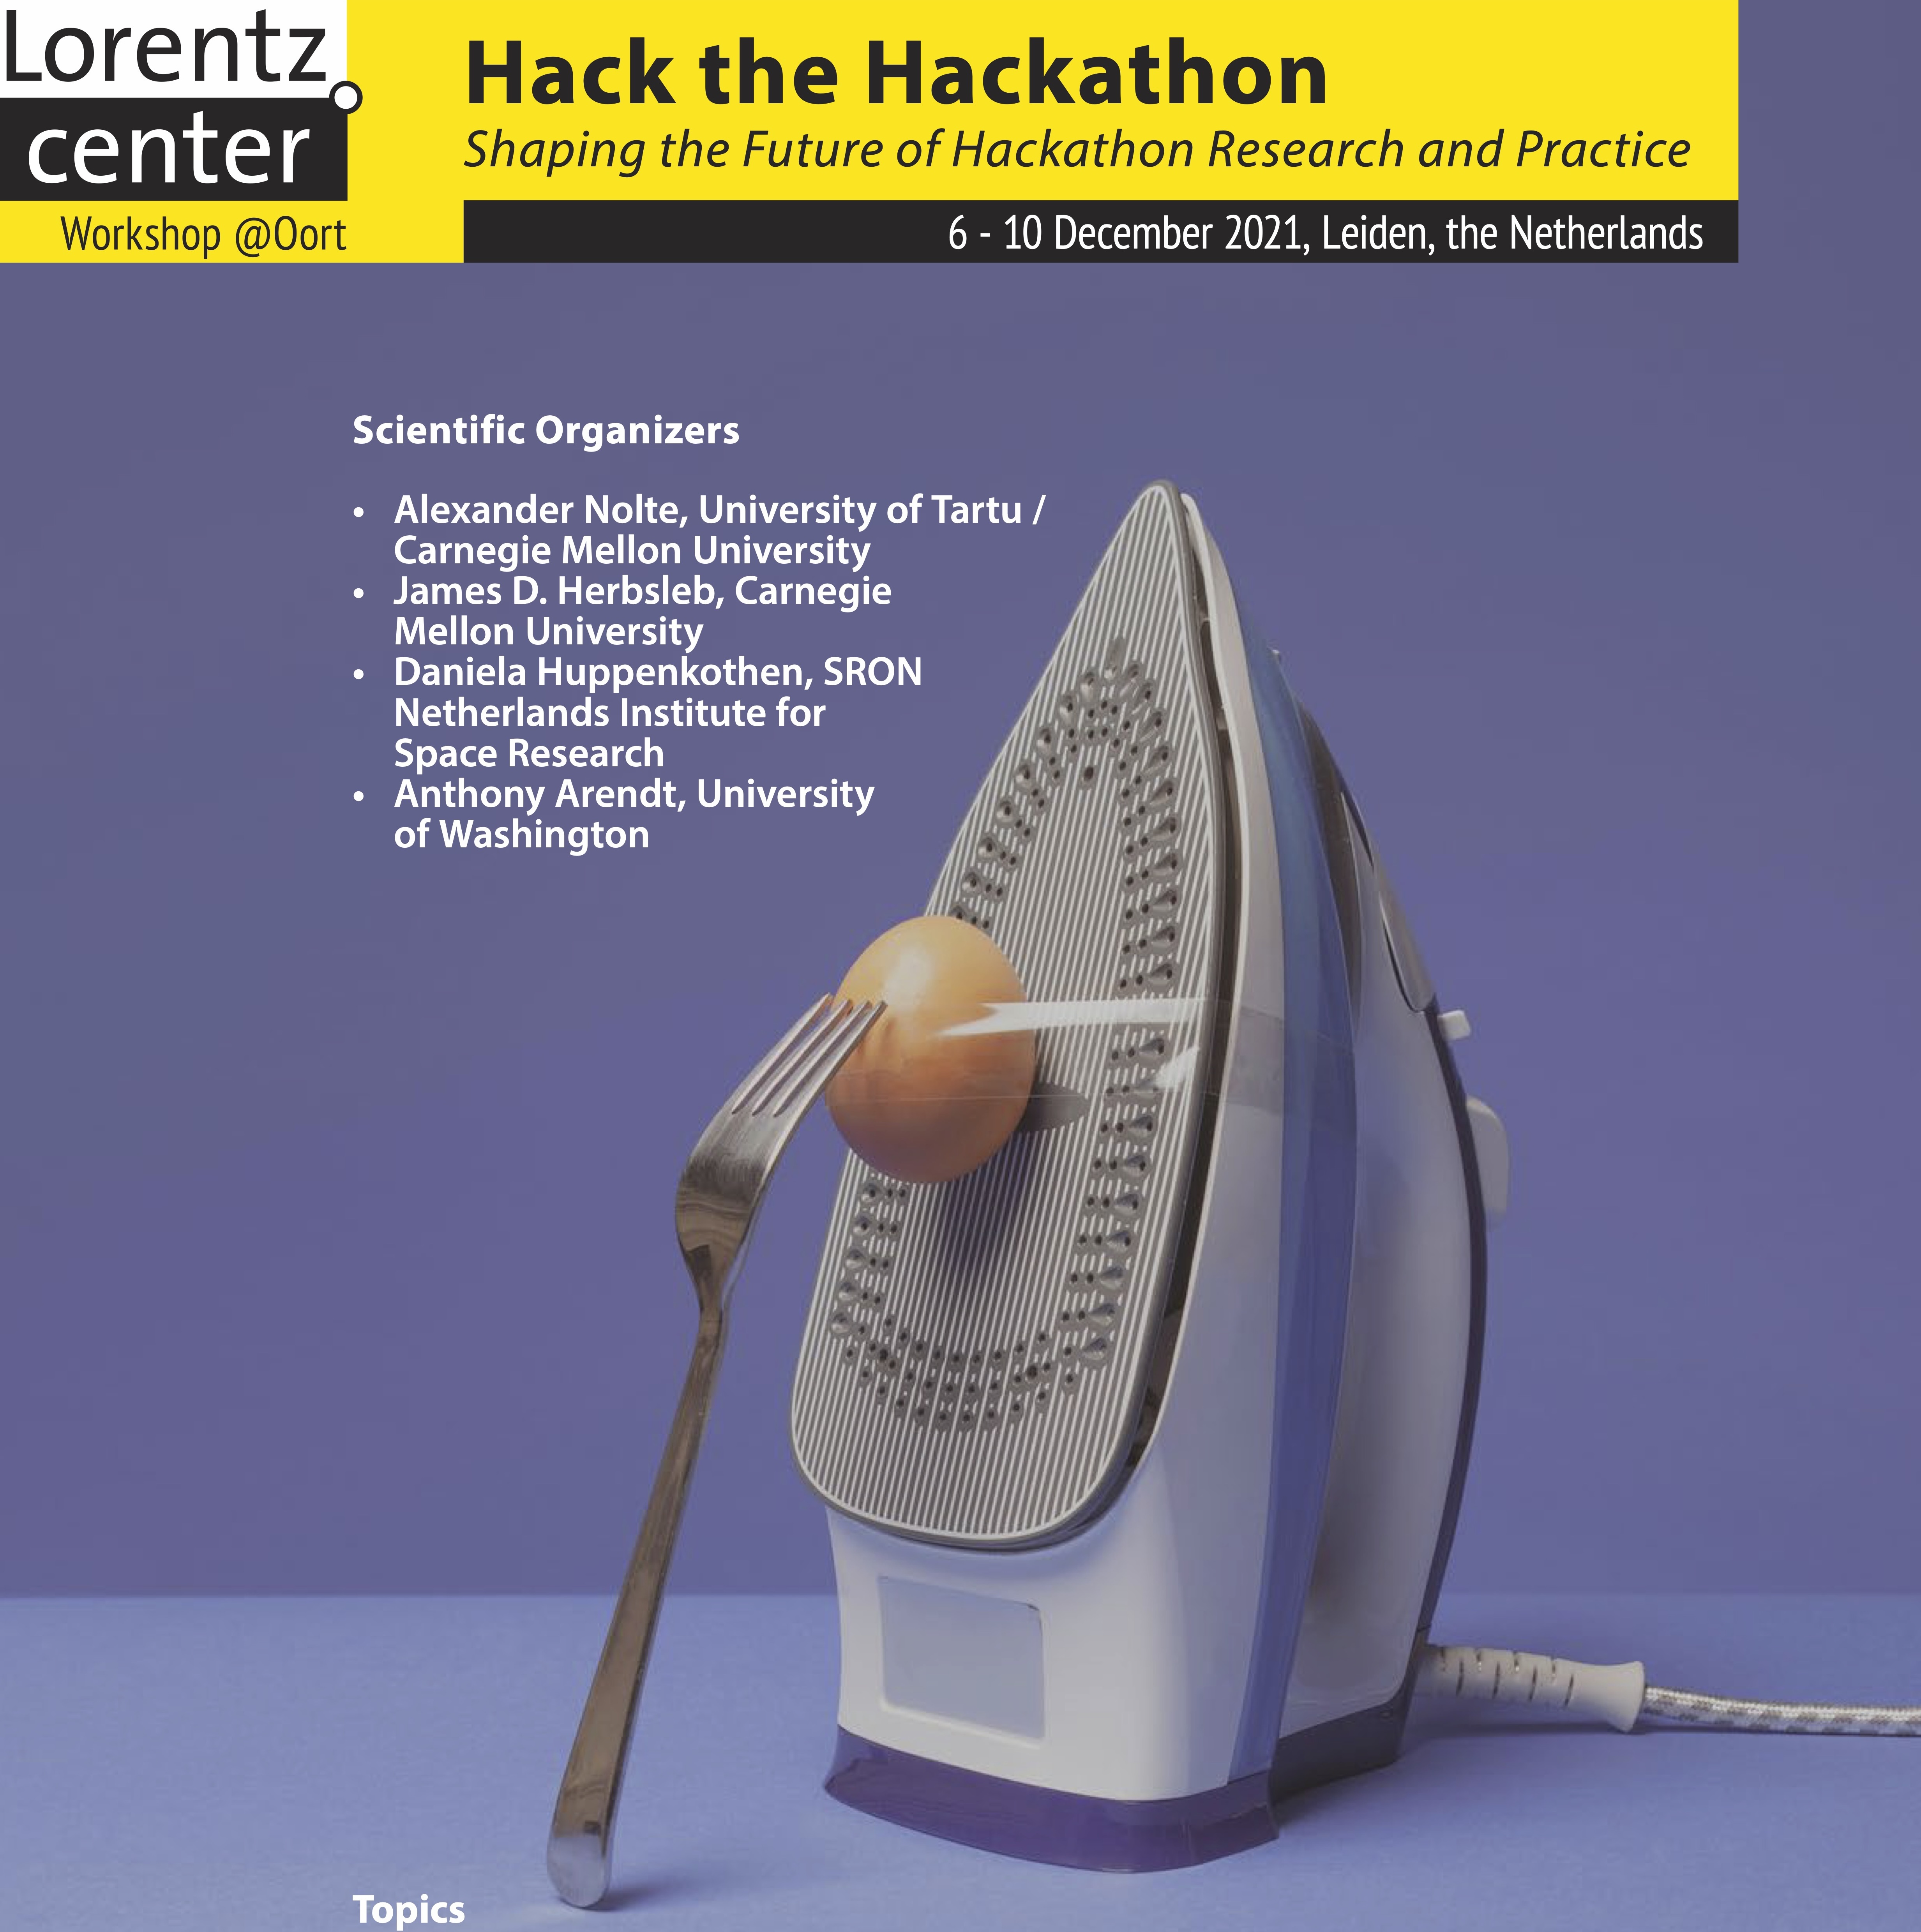 Lorentz
center
Workshop @Oort
Hack the Hackathon
Shaping the Future of Hackathon Research and Practice
6 - 10 December 2021, Leiden, the Netherlands
Scientific Organizers
• Alexander Nolte, University of Tartu /
Carnegie Mellon University
• James D. Herbsleb, Carnegie
Mellon University
• Daniela Huppenkothen, SRON
Netherlands Institute for
Space Research
• Anthony Arendt, University
of Washington
Topics